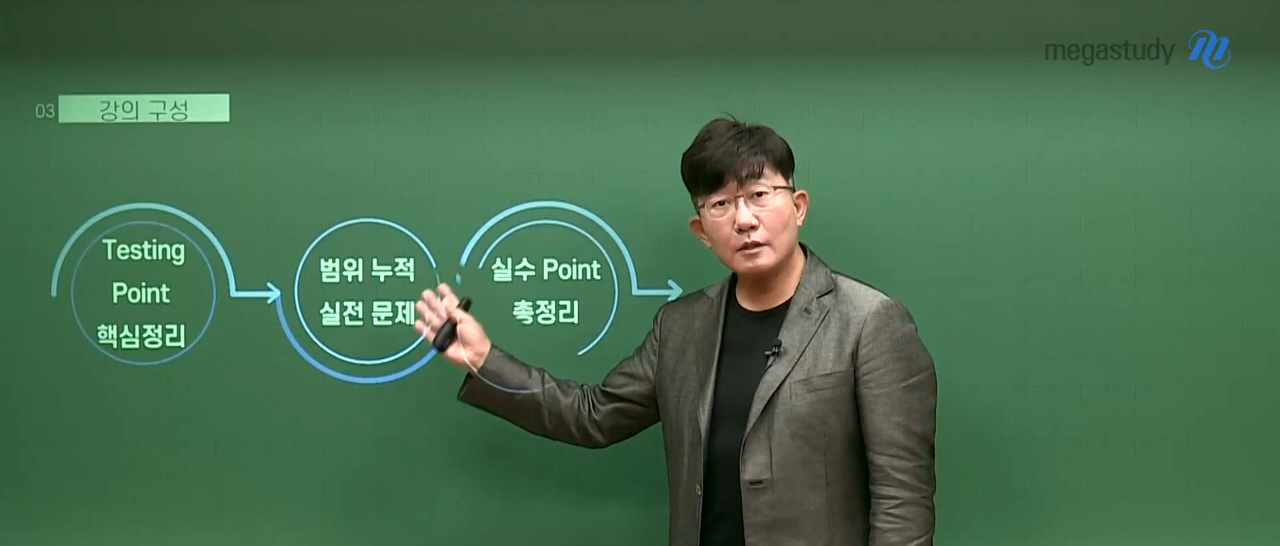 megastudy
03 강의 구성
Testing
Point
핵심정리
범위 누적
실전 문제
실수 Point
총정리